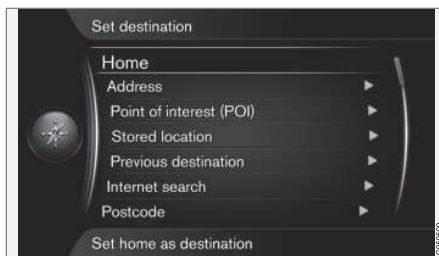 Set destination
Home
Address
Point of interest (POI)
Stored location
Previous destination
Internet search
Postcode
Set home as destination